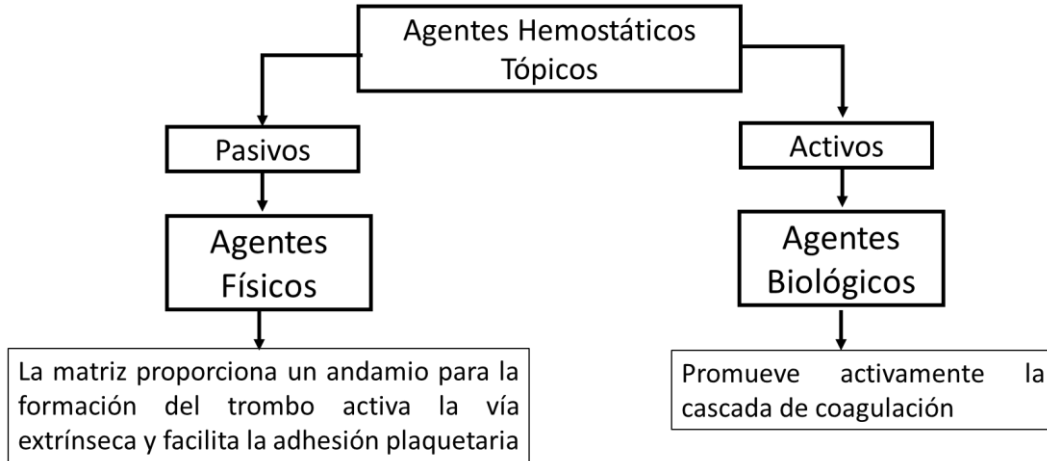 Agentes Hemostáticos
Tópicos
Pasivos
Activos
Agentes
Físicos
Agentes
Biológicos
La matriz proporciona un andamio para la
formación del trombo activa la vía
extrínseca y facilita la adhesión plaquetaria
Promueve activamente la
cascada de coagulación